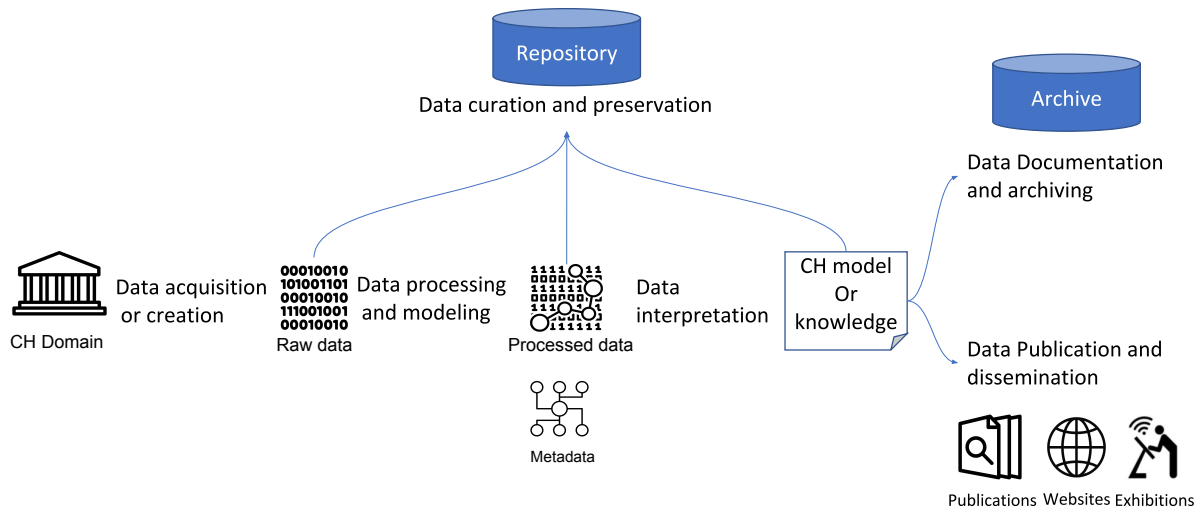 Repository
Data curation and preservation
Archive
Data Documentation
and archiving
CH Domain
Data acquisition
or creation
00010010
101001101
00010010
111001001
00010010
Raw data
Data processing
and modeling
Processed data
Metadata
Data
interpretation
CH model
Or
knowledge
Data Publication and
dissemination
Publications
Websites
Exhibitions